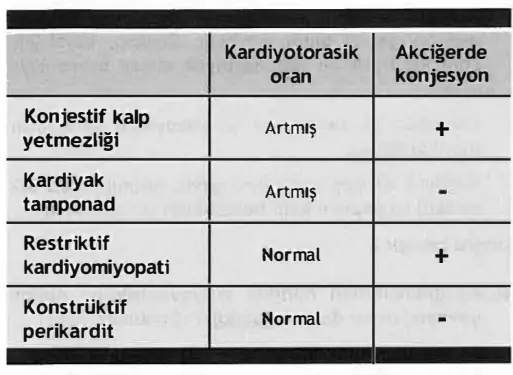 Kardiyotorasik oran
Akciğerde konjesyon
Konjestif kalp yetmezliği
Artmış
+
Kardiyak tamponad
Artmış
-
Restriktif kardiyomiyopati
Normal
+
Konstrüktif perikardit
Normal
-